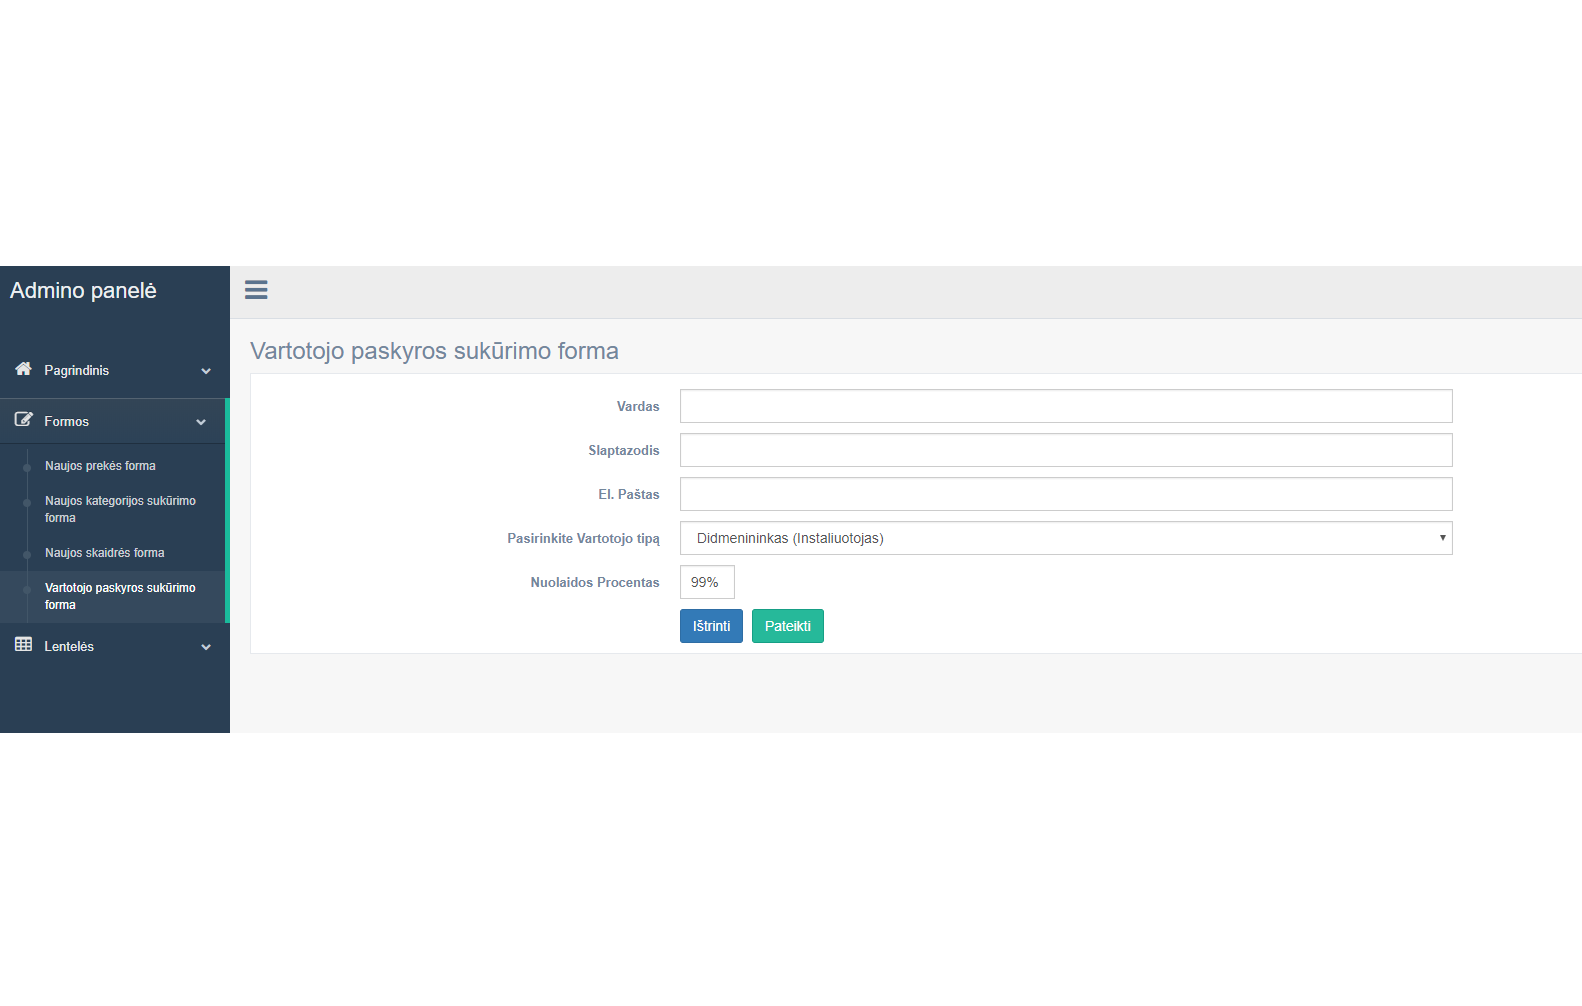 Admino panelė
Pagrindinis
Formos
Naujos prekės forma
Naujos kategorijos sukūrimo
forma
Naujos skaidrės forma
Vartotojo paskyros sukūrimo
forma
Lentelės
Vartotojo paskyros sukūrimo forma
Vardas
Slaptazodis
El. Paštas
Pasirinkite Vartotojo tipą
Didmenininkas (Instaliuotojas)
Nuolaidos Procentas
99%
Ištrinti
Pateikti